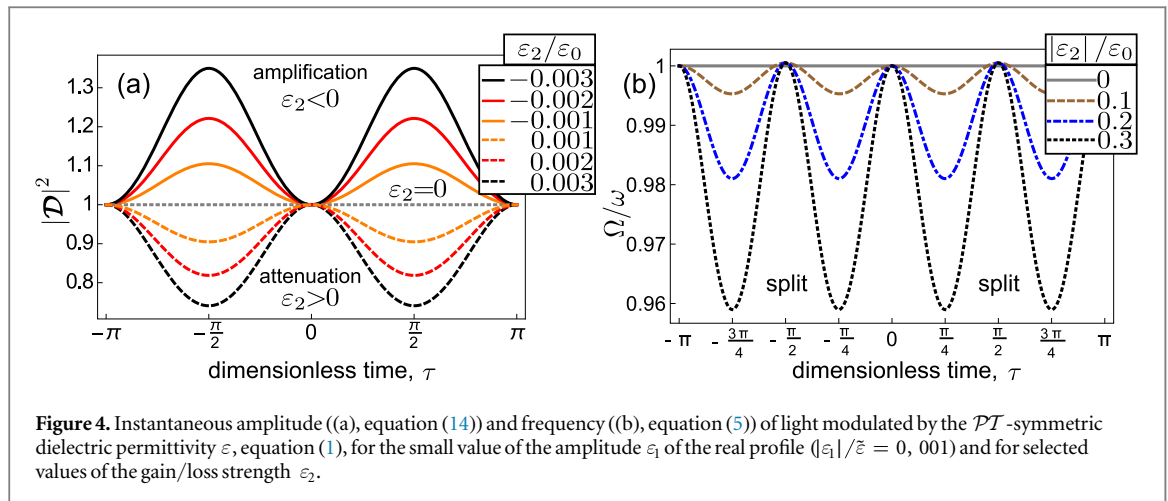 ε₂/ε₀
−0.003
−0.002
−0.001
0.001
0.002
0.003
(a)
amplification
ε₂<0
ε₂=0
attenuation
ε₂>0
|𝓓|²
1.3
1.2
1.1
1
0.9
0.8
−π
−π/2
0
π/2
π
dimensionless time, τ
|ε₂|/ε₀
0
0.1
0.2
0.3
(b)
split
split
Ω/ω
1
0.99
0.98
0.97
0.96
- π
- 3π/4
- π/2
- π/4
0
π/4
π/2
3π/4
π
dimensionless time, τ
Figure 4. Instantaneous amplitude ((a), equation (14)) and frequency ((b), equation (5)) of light modulated by the 𝒫𝒯 -symmetric
dielectric permittivity ε, equation (1), for the small value of the amplitude ε₁ of the real profile (|ε₁|/ε̃ = 0, 001) and for selected
values of the gain/loss strength ε₂.